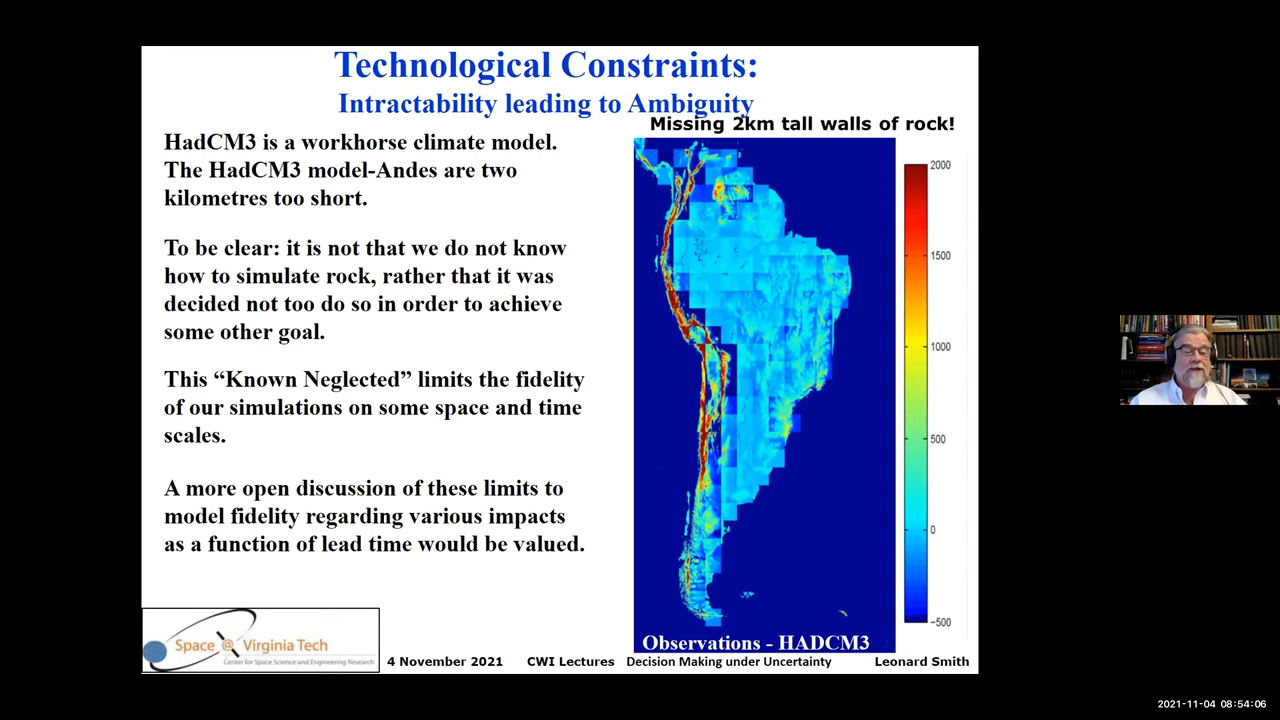 Technological Constraints:
Intractability leading to Ambiguity
Missing 2km tall walls of rock!
HadCM3 is a workhorse climate model.
The HadCM3 model-Andes are two
kilometres too short.
To be clear: it is not that we do not know
how to simulate rock, rather that it was
decided not too do so in order to achieve
some other goal.
This “Known Neglected” limits the fidelity
of our simulations on some space and time
scales.
A more open discussion of these limits to
model fidelity regarding various impacts
as a function of lead time would be valued.
2000
1500
1000
500
0
-500
Observations - HADCM3
Space @ Virginia Tech
Center for Space Science and Engineering Research
4 November 2021 CWI Lectures Decision Making under Uncertainty Leonard Smith
2021-11-04 08:54:06